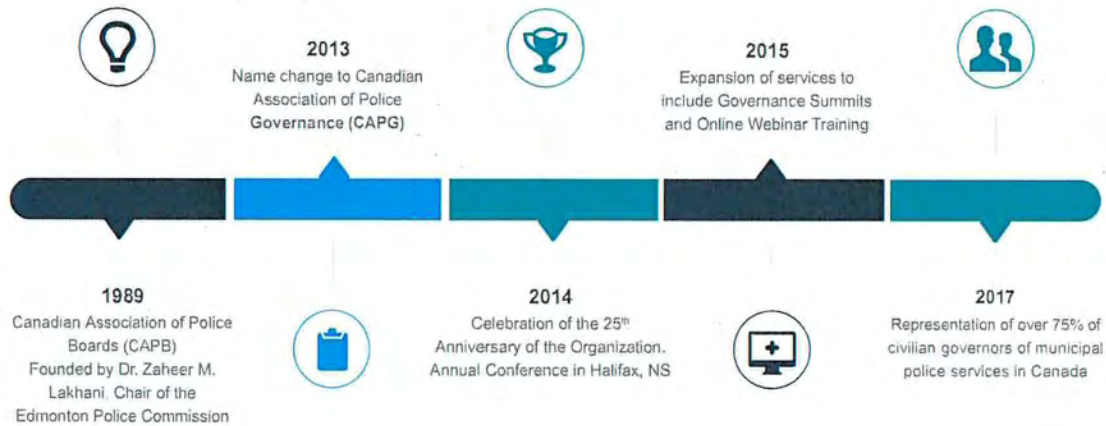 1989
Canadian Association of Police
Boards (CAPB)
Founded by Dr. Zaheer M.
Lakhani, Chair of the
Edmonton Police Commission
2013
Name change to Canadian
Association of Police
Governance (CAPG)
2014
Celebration of the 25th
Anniversary of the Organization.
Annual Conference in Halifax, NS
2015
Expansion of services to
include Governance Summits
and Online Webinar Training
2017
Representation of over 75% of
civilian governors of municipal
police services in Canada